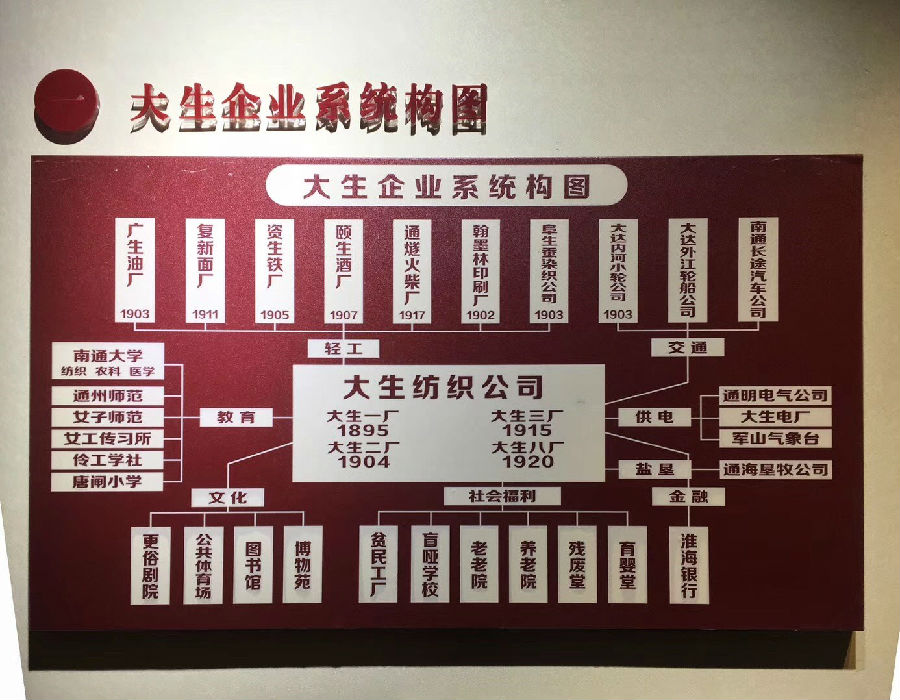 一
大生企业系统构图
大生企业系统构图
广生油厂
1903
复新面厂
1911
资生铁厂
1905
颐生酒厂
1907
通燧火柴厂
1917
翰墨林印刷厂
1902
阜生蚕染织公司
1903
大达内河小轮公司
1903
大达外江轮船公司
南通长途汽车公司
轻工
交通
南通大学
纺织 农科 医学
通州师范
女子师范
女工传习所
伶工学社
唐闸小学
教育
大生纺织公司
大生一厂
1895
大生三厂
1915
大生二厂
1904
大生八厂
1920
供电
通明电气公司
大生电厂
军山气象台
盐垦
通海垦牧公司
文化
社会福利
金融
更俗剧院
公共体育场
图书馆
博物苑
贫民工厂
盲哑学校
老老院
养老院
残废堂
育婴堂
淮海银行